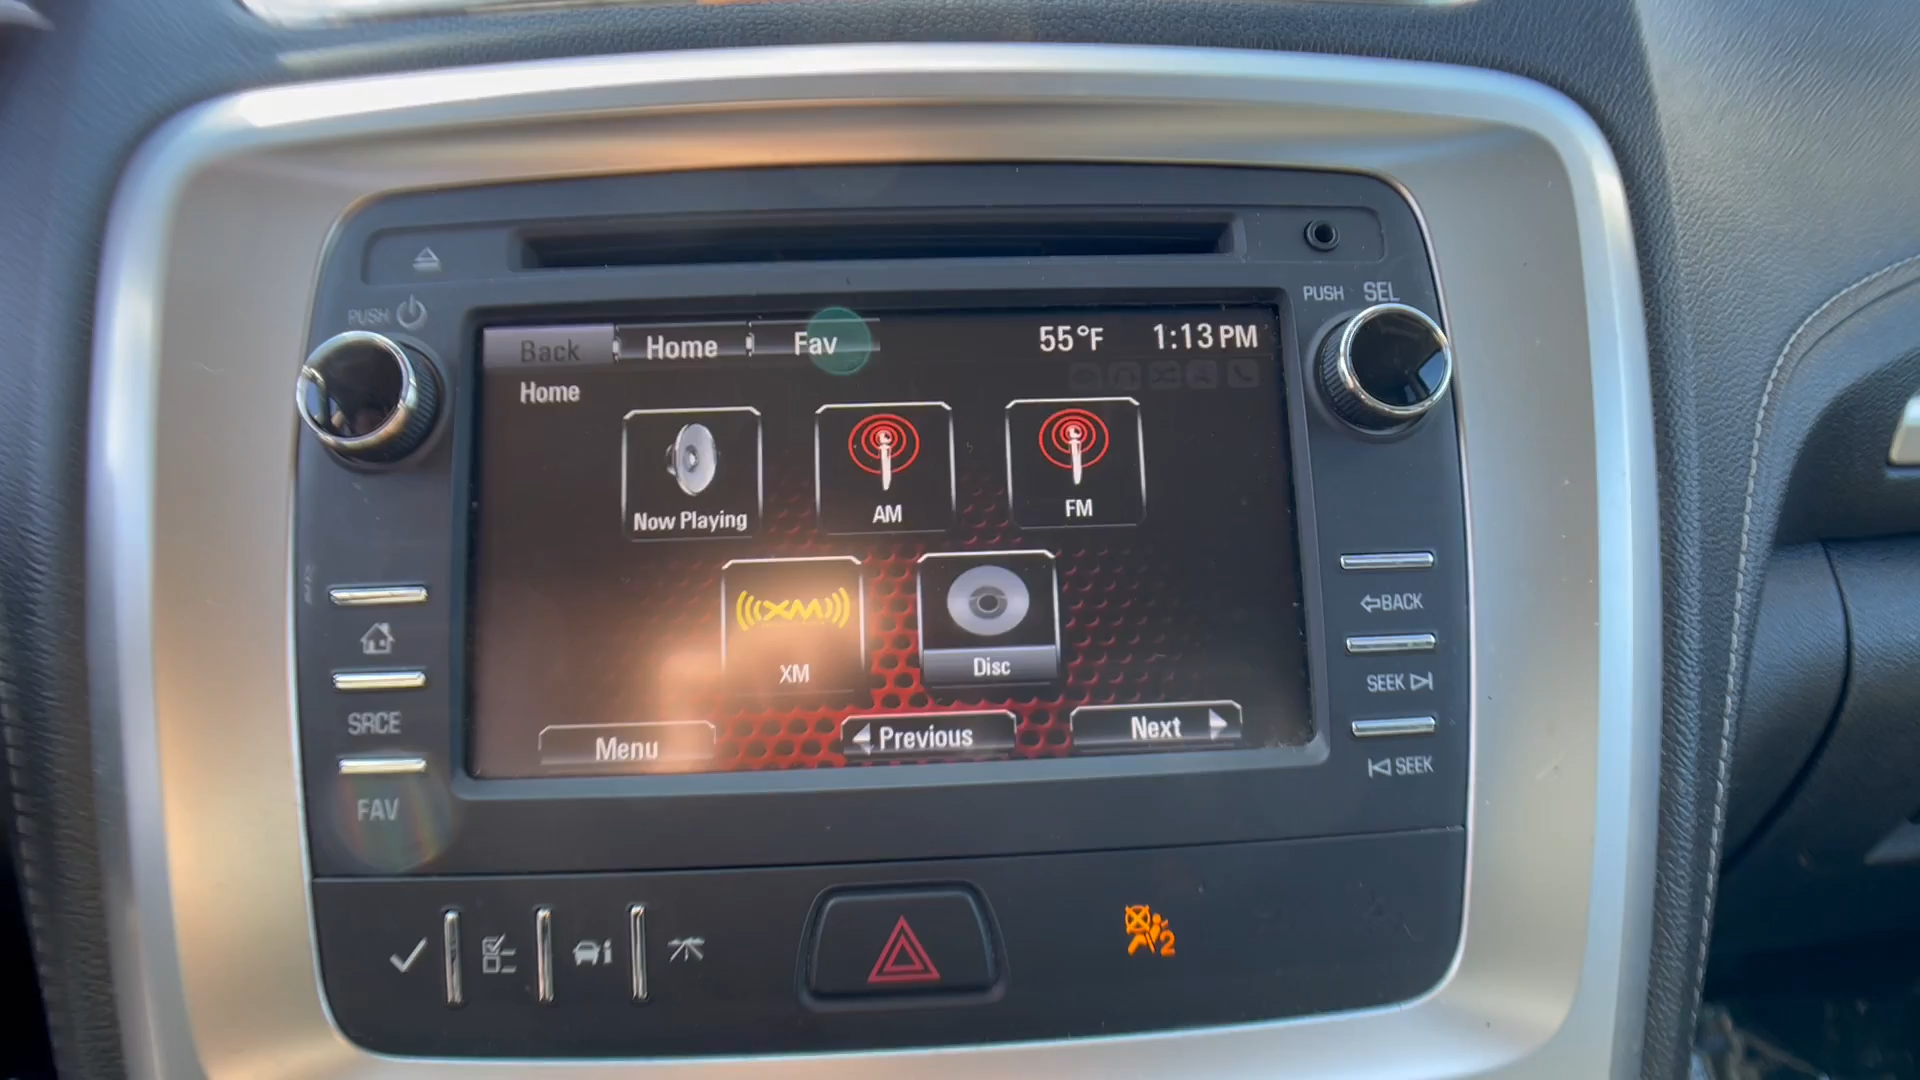 PUSH
PUSH SEL
Back Home Fav 55°F 1:13 PM
Home
Now Playing AM FM
XM
XM Disc
Menu Previous Next
SRCE
FAV
BACK
SEEK
SEEK
2